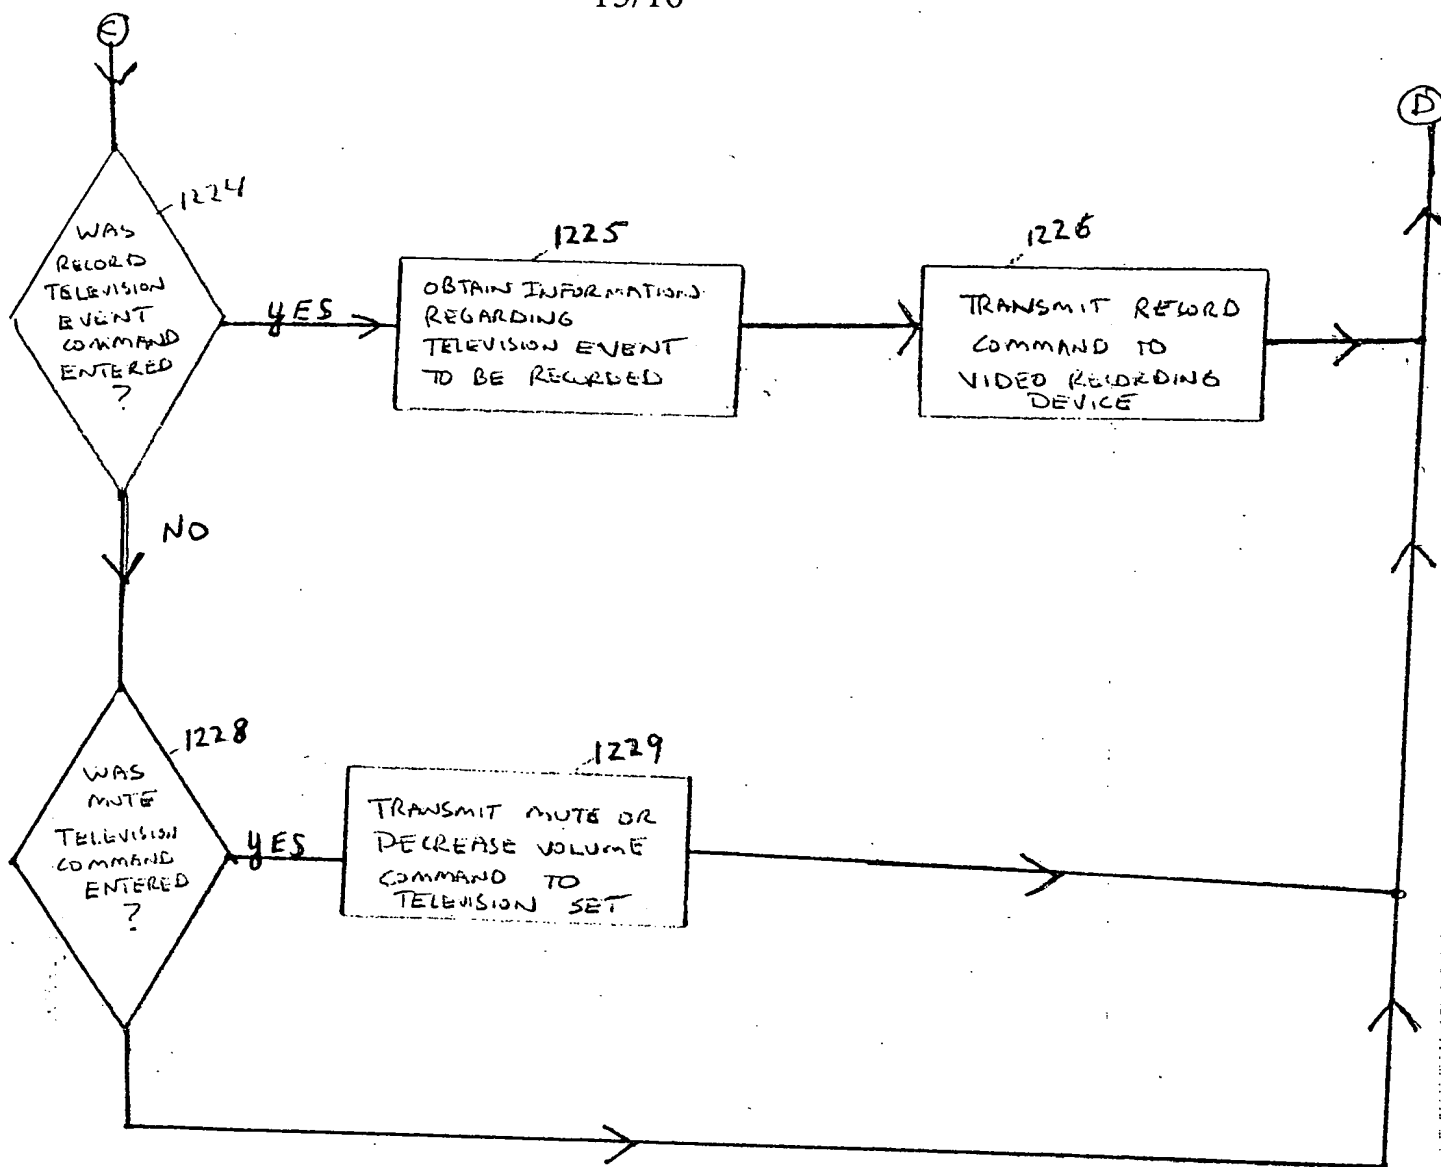 15/16
C
D
1224
WAS
RECORD
TELEVISION
EVENT
COMMAND
ENTERED
?
YES
1225
OBTAIN INFORMATION
REGARDING
TELEVISION EVENT
TO BE RECORDED
1226
TRANSMIT RECORD
COMMAND TO
VIDEO RECORDING
DEVICE
NO
1228
WAS
MUTE
TELEVISION
COMMAND
ENTERED
?
YES
1229
TRANSMIT MUTE OR
DECREASE VOLUME
COMMAND TO
TELEVISION SET